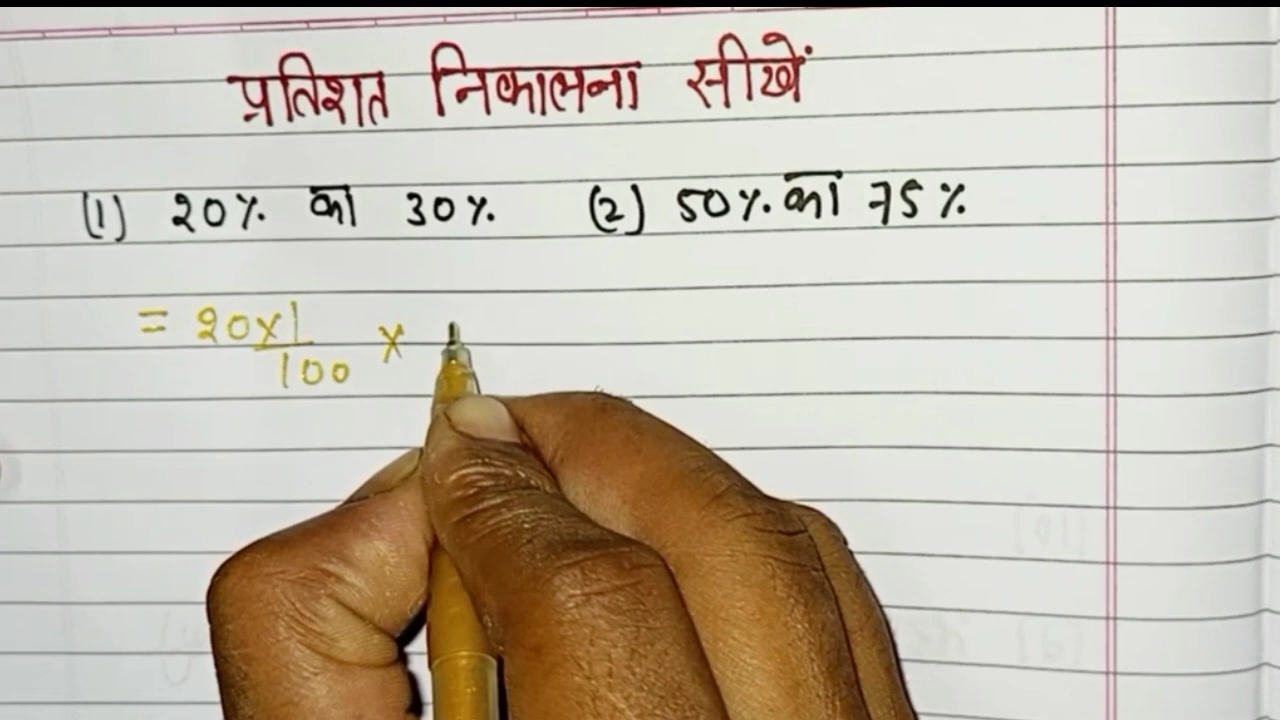 प्रतिशत निकालना सीखें
(1) 20% का 30% (2) 50% का 75%
= 20×1/100 ×